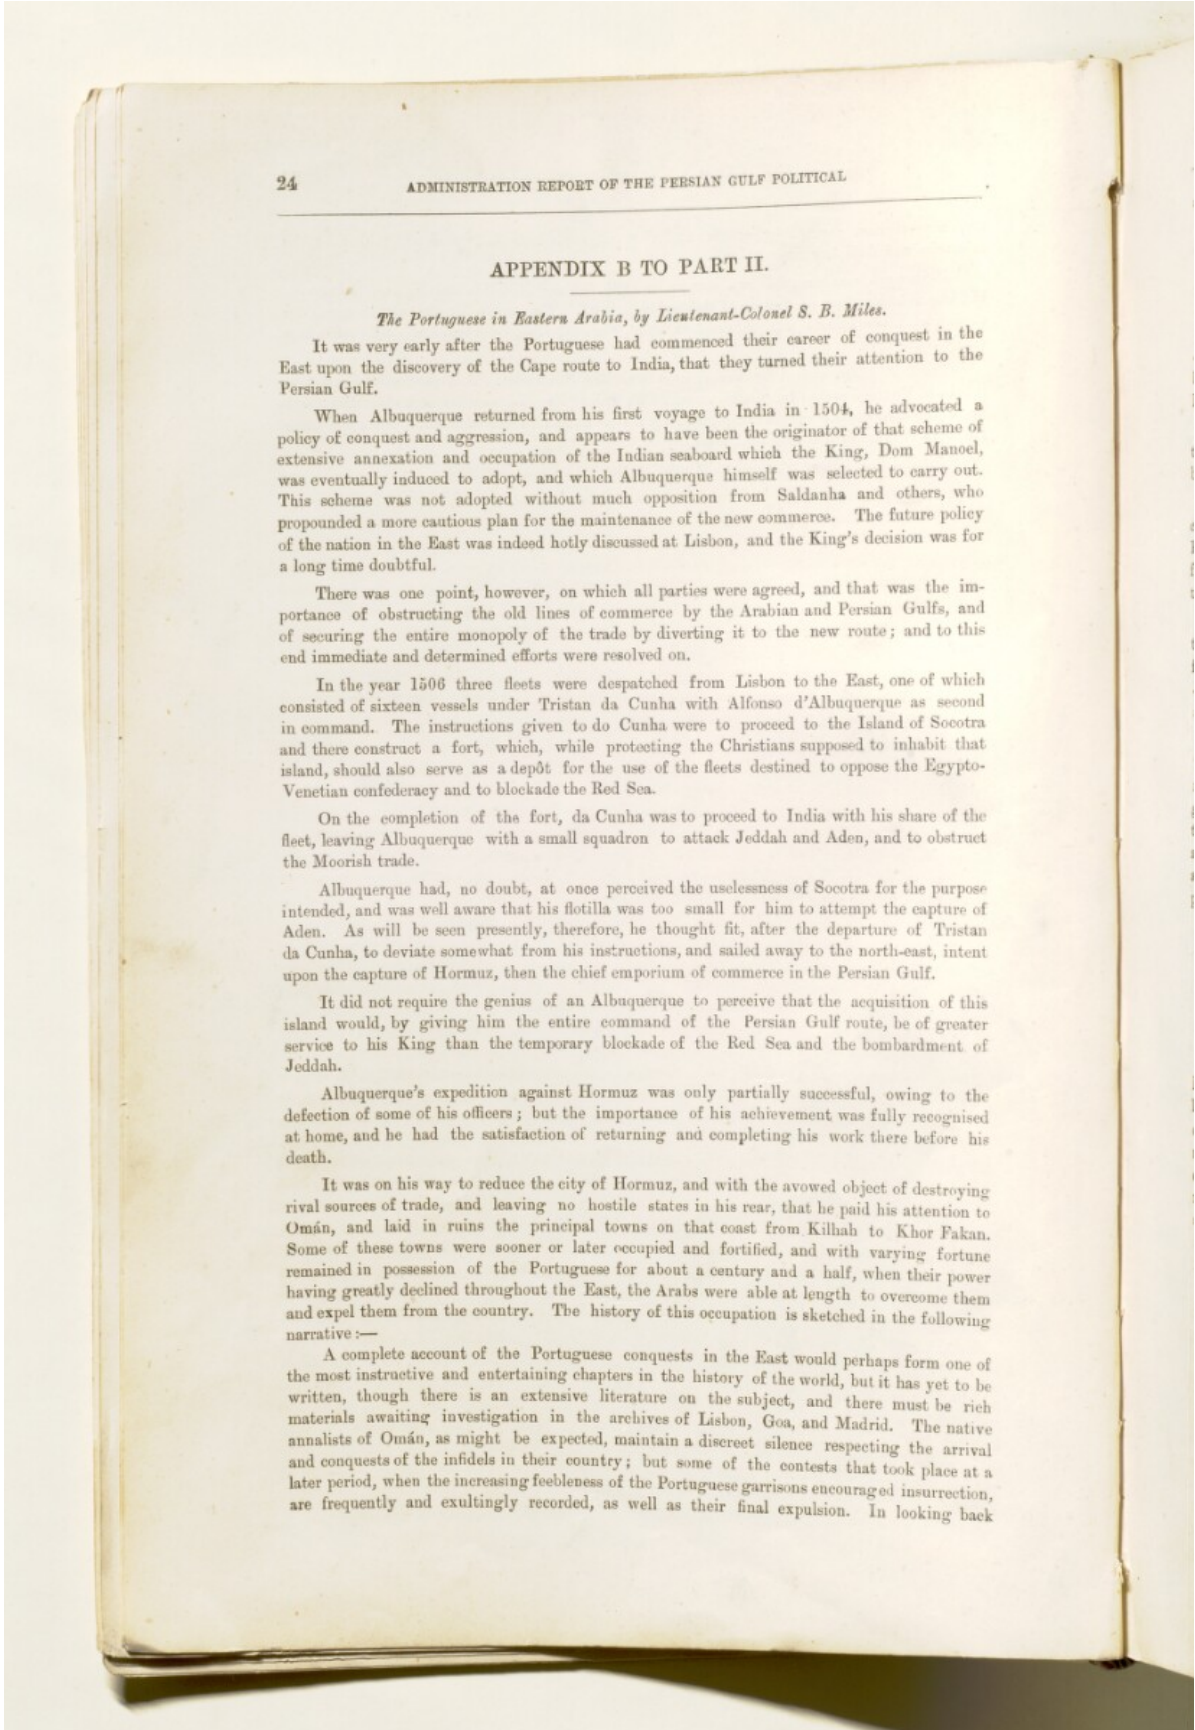 24
ADMINISTRATION REPORT OF THE PERSIAN GULF POLITICAL
APPENDIX B TO PART II.
The Portuguese in Eastern Arabia, by Lieutenant-Colonel S. B. Miles.
It was very early after the Portuguese had commenced their career of conquest in the
East upon the discovery of the Cape route to India, that they turned their attention to the
Persian Gulf.
When Albuquerque returned from his first voyage to India in 1504, he advocated a
policy of conquest and aggression, and appears to have been the originator of that scheme of
extensive annexation and occupation of the Indian seaboard which the King, Dom Manoel,
was eventually induced to adopt, and which Albuquerque himself was selected to carry out.
This scheme was not adopted without much opposition from Saldanha and others, who
propounded a more cautious plan for the maintenance of the new commerce. The future policy
of the nation in the East was indeed hotly discussed at Lisbon, and the King's decision was for
a long time doubtful.
There was one point, however, on which all parties were agreed, and that was the im-
portance of obstructing the old lines of commerce by the Arabian and Persian Gulfs, and
of securing the entire monopoly of the trade by diverting it to the new route; and to this
end immediate and determined efforts were resolved on.
In the year 1506 three fleets were despatched from Lisbon to the East, one of which
consisted of sixteen vessels under Tristan da Cunha with Alfonso d'Albuquerque as second
in command. The instructions given to do Cunha were to proceed to the Island of Socotra
and there construct a fort, which, while protecting the Christians supposed to inhabit that
island, should also serve as a depôt for the use of the fleets destined to oppose the Egypto-
Venetian confederacy and to blockade the Red Sea.
On the completion of the fort, da Cunha was to proceed to India with his share of the
fleet, leaving Albuquerque with a small squadron to attack Jeddah and Aden, and to obstruct
the Moorish trade.
Albuquerque had, no doubt, at once perceived the uselessness of Socotra for the purpose
intended, and was well aware that his flotilla was too small for him to attempt the capture of
Aden. As will be seen presently, therefore, he thought fit, after the departure of Tristan
da Cunha, to deviate somewhat from his instructions, and sailed away to the north-east, intent
upon the capture of Hormuz, then the chief emporium of commerce in the Persian Gulf.
It did not require the genius of an Albuquerque to perceive that the acquisition of this
island would, by giving him the entire command of the Persian Gulf route, be of greater
service to his King than the temporary blockade of the Red Sea and the bombardment of
Jeddah.
Albuquerque's expedition against Hormuz was only partially successful, owing to the
defection of some of his officers; but the importance of his achievement was fully recognised
at home, and he had the satisfaction of returning and completing his work there before his
death.
It was on his way to reduce the city of Hormuz, and with the avowed object of destroying
rival sources of trade, and leaving no hostile states in his rear, that he paid his attention to
Omán, and laid in ruins the principal towns on that coast from Kilhah to Khor Fakan.
Some of these towns were sooner or later occupied and fortified, and with varying fortune
remained in possession of the Portuguese for about a century and a half, when their power
having greatly declined throughout the East, the Arabs were able at length to overcome them
and expel them from the country. The history of this occupation is sketched in the following
narrative :—
A complete account of the Portuguese conquests in the East would perhaps form one of
the most instructive and entertaining chapters in the history of the world, but it has yet to be
written, though there is an extensive literature on the subject, and there must be rich
materials awaiting investigation in the archives of Lisbon, Goa, and Madrid. The native
annalists of Omán, as might be expected, maintain a discreet silence respecting the arrival
and conquests of the infidels in their country; but some of the contests that took place at a
later period, when the increasing feebleness of the Portuguese garrisons encouraged insurrection,
are frequently and exultingly recorded, as well as their final expulsion. In looking back